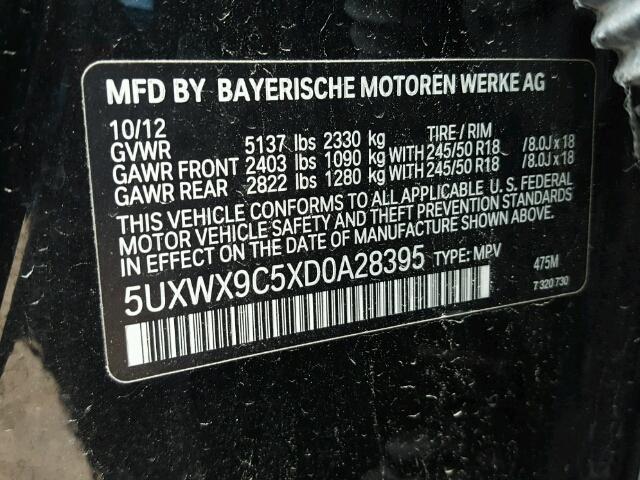 MFD BY BAYERISCHE MOTOREN WERKE AG
10/12 TIRE / RIM
GVWR 5137 lbs 2330 kg
GAWR FRONT 2403 lbs 1090 kg WITH 245/50 R18 /8.0J x 18
GAWR REAR 2822 lbs 1280 kg WITH 245/50 R18 /8.0J x 18
THIS VEHICLE CONFORMS TO ALL APPLICABLE U.S. FEDERAL
MOTOR VEHICLE SAFETY AND THEFT PREVENTION STANDARDS
IN EFFECT ON THE DATE OF MANUFACTURE SHOWN ABOVE.
5UXWX9C5XD0A28395 TYPE: MPV 475M
7 320 730